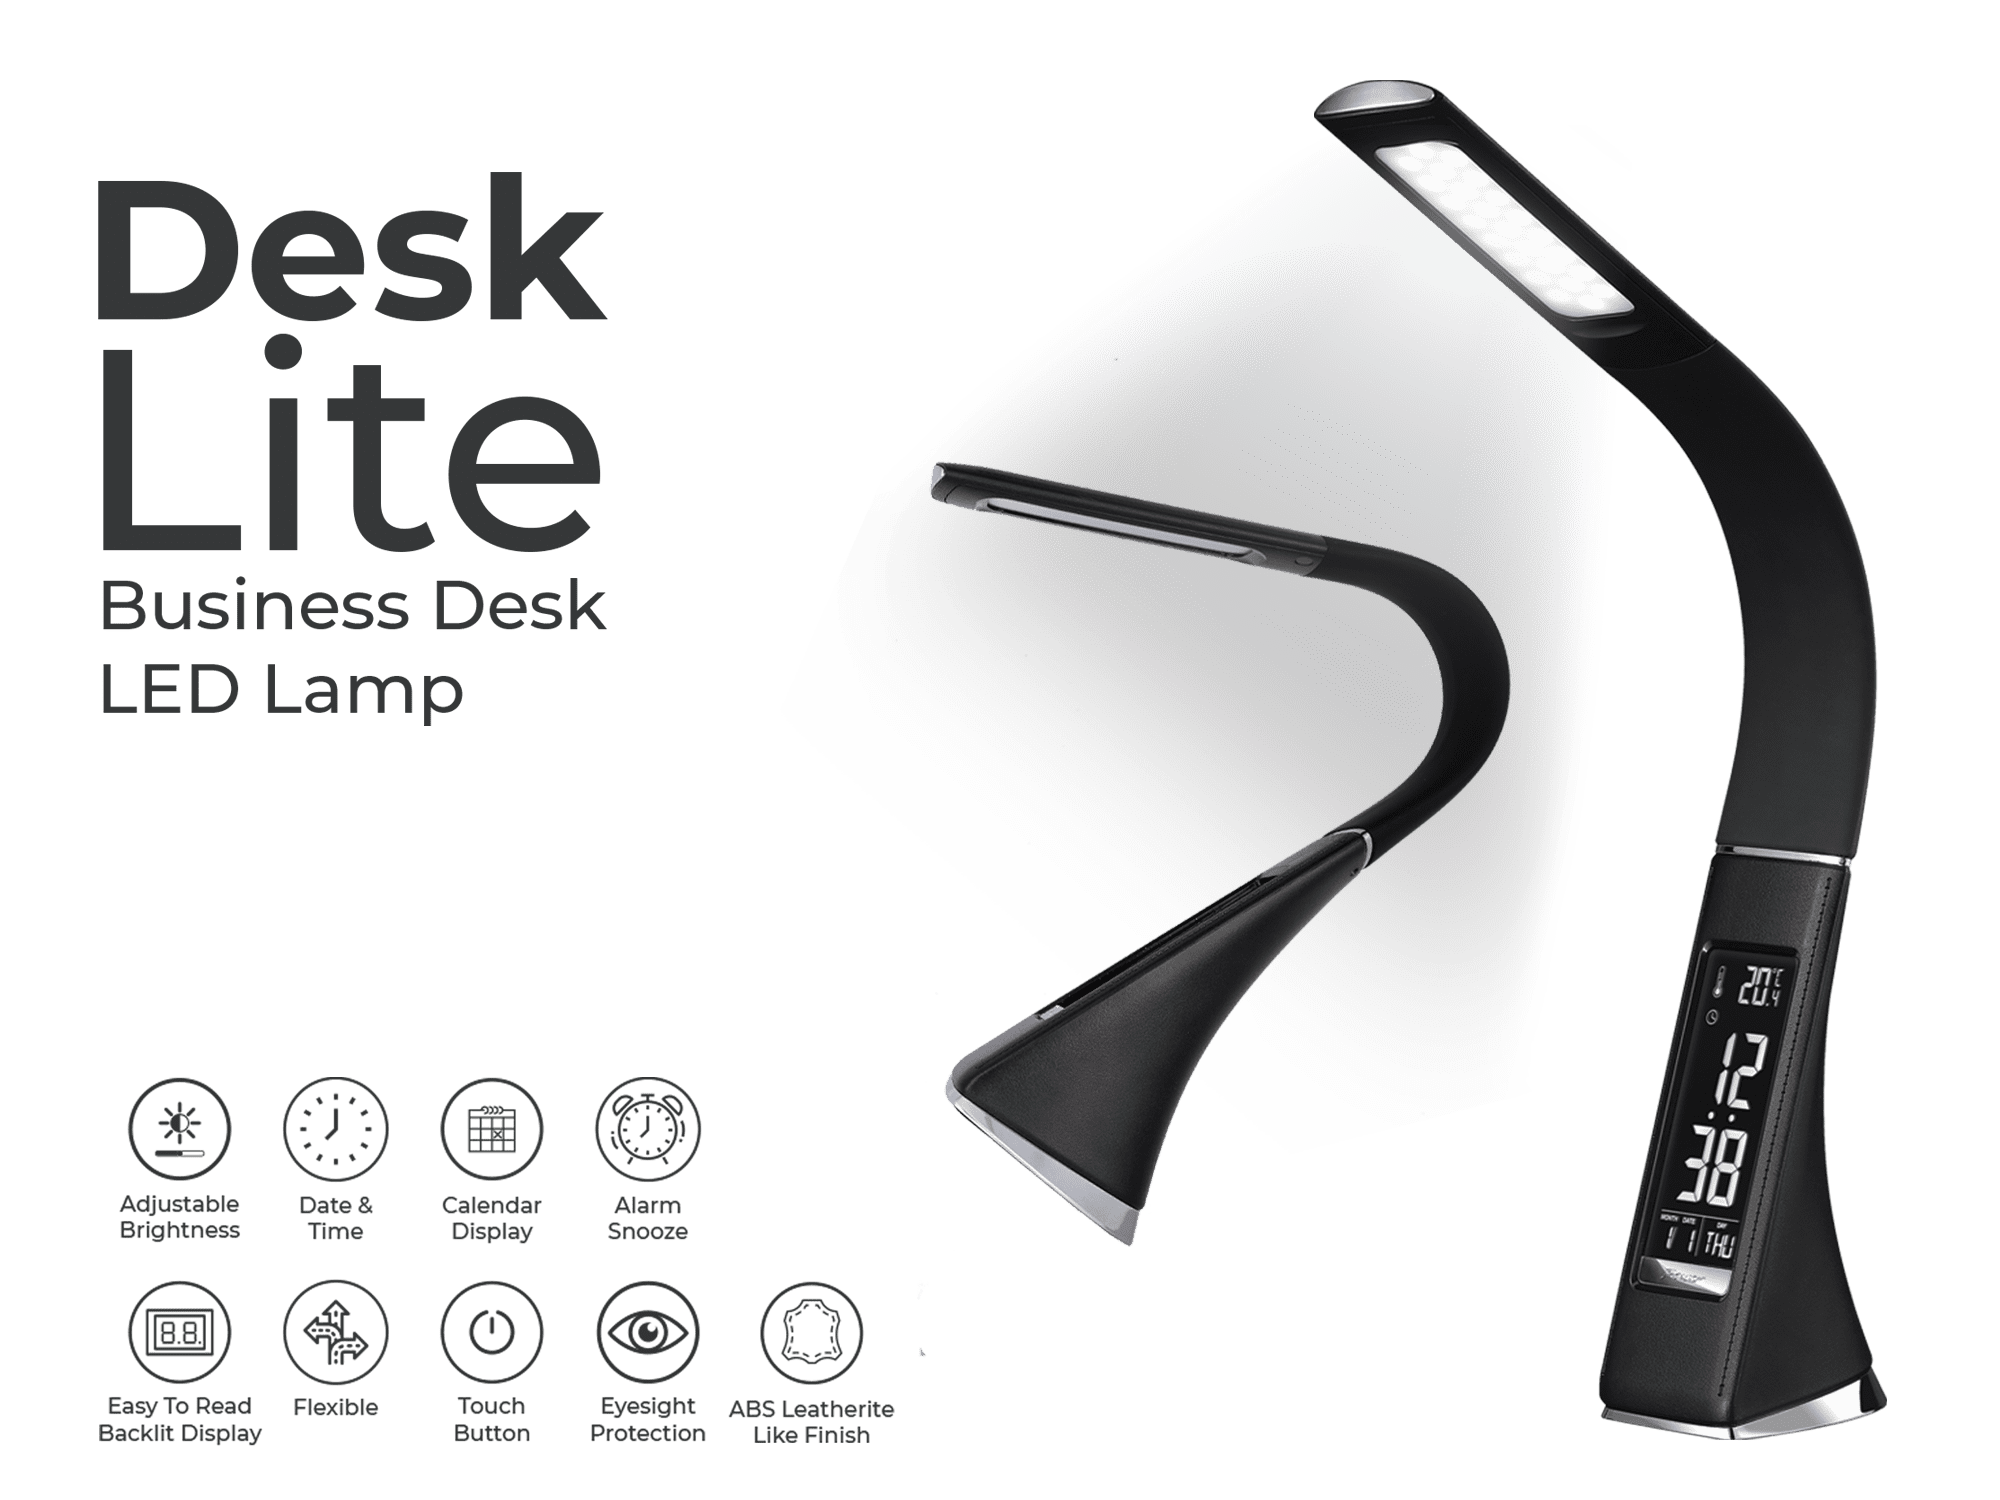 Desk
Lite
Business Desk
LED Lamp
Adjustable
Brightness
Date &
Time
Calendar
Display
Alarm
Snooze
8.8.
Easy To Read
Backlit Display
Flexible
Touch
Button
Eyesight
Protection
ABS Leatherite
Like Finish
20.4°C
12:38
MONTH DATE DAY
1 1 THU